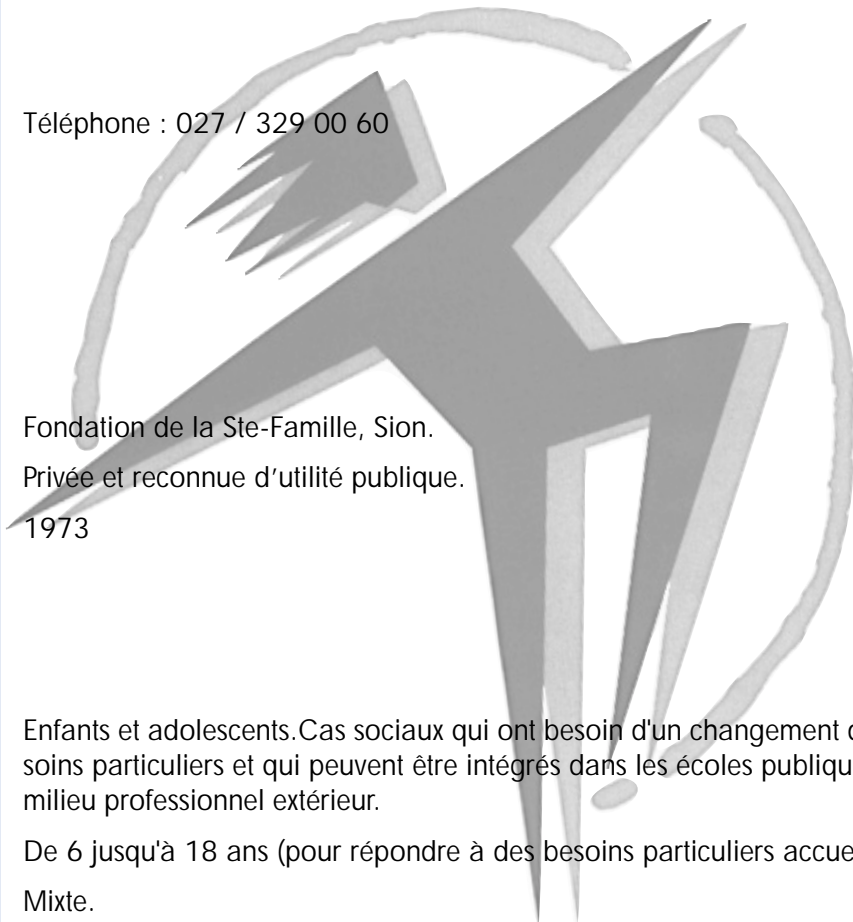 Téléphone : 027 / 329 00 60
Fondation de la Ste-Famille, Sion.
Privée et reconnue d’utilité publique.
1973
Enfants et adolescents.Cas sociaux qui ont besoin d'un changement
soins particuliers et qui peuvent être intégrés dans les écoles
milieu professionnel extérieur.
De 6 jusqu'à 18 ans (pour répondre à des besoins particuliers
Mixte.